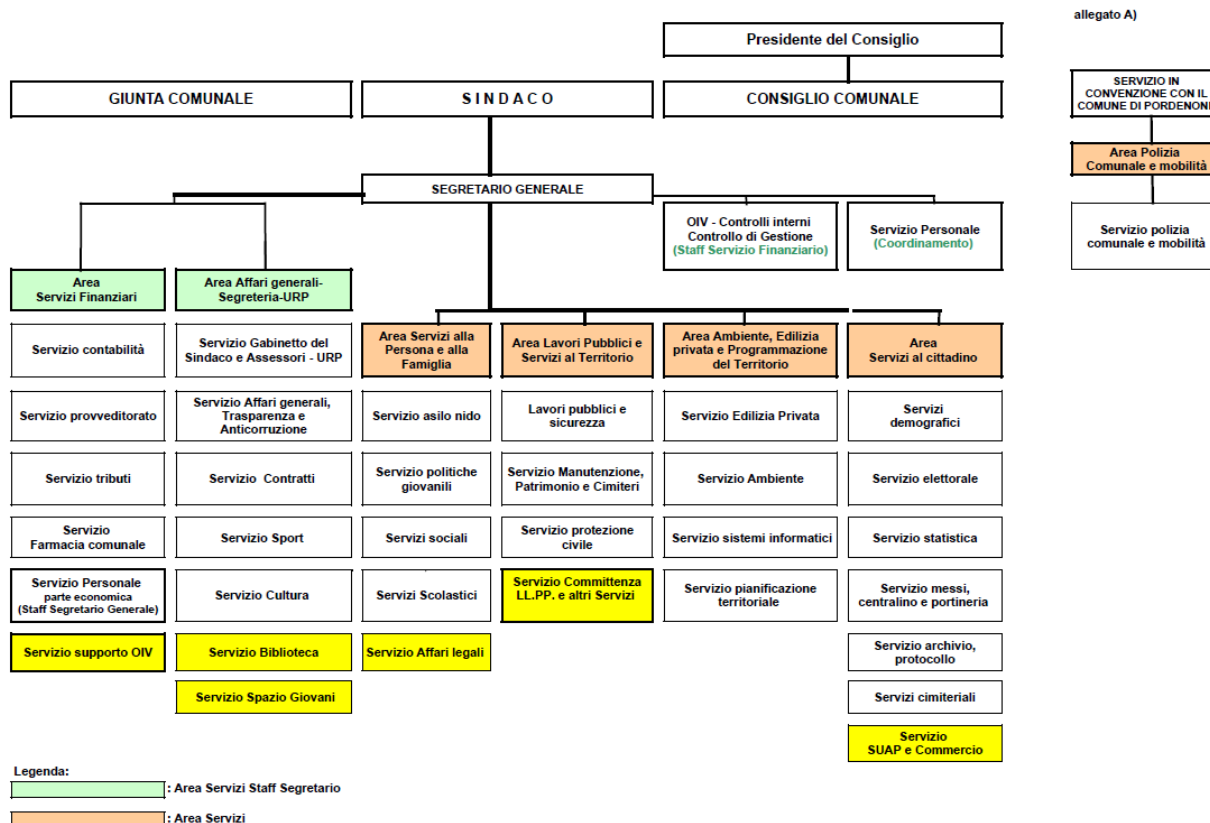 allegato A)
Presidente del Consiglio
GIUNTA COMUNALE
S I N D A C O
CONSIGLIO COMUNALE
SERVIZIO IN
CONVENZIONE CON IL
COMUNE DI PORDENONE
Area Polizia
Comunale e mobilità
Servizio polizia
comunale e mobilità
SEGRETARIO GENERALE
OIV - Controlli interni
Controllo di Gestione
(Staff Servizio Finanziario)
Servizio Personale
(Coordinamento)
Area
Servizi Finanziari
Area Affari generali-
Segreteria-URP
Servizio contabilità
Servizio Gabinetto del
Sindaco e Assessori - URP
Area Servizi alla
Persona e alla
Famiglia
Area Lavori Pubblici e
Servizi al Territorio
Area Ambiente, Edilizia
privata e Programmazione
del Territorio
Area
Servizi al cittadino
Servizio provveditorato
Servizio Affari generali,
Trasparenza e
Anticorruzione
Servizio asilo nido
Lavori pubblici e
sicurezza
Servizio Edilizia Privata
Servizi
demografici
Servizio tributi
Servizio Contratti
Servizio politiche
giovanili
Servizio Manutenzione,
Patrimonio e Cimiteri
Servizio Ambiente
Servizio elettorale
Servizio
Farmacia comunale
Servizio Sport
Servizi sociali
Servizio protezione
civile
Servizio sistemi informatici
Servizio statistica
Servizio Personale
parte economica
(Staff Segretario Generale)
Servizio Cultura
Servizi Scolastici
Servizio Committenza
LL.PP. e altri Servizi
Servizio pianificazione
territoriale
Servizio messi,
centralino e portineria
Servizio supporto OIV
Servizio Biblioteca
Servizio Affari legali
Servizio archivio,
protocollo
Servizio Spazio Giovani
Servizi cimiteriali
Servizio
SUAP e Commercio
Legenda:
: Area Servizi Staff Segretario
: Area Servizi